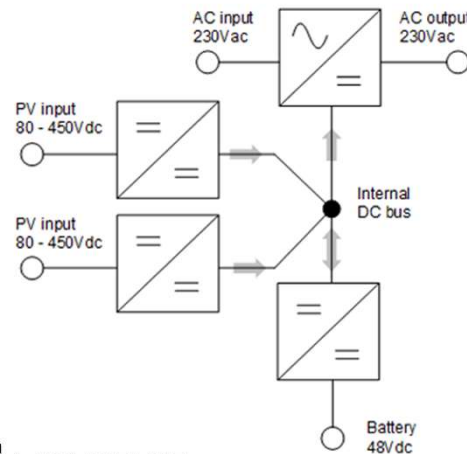 AC input
230Vac
AC output
230Vac
PV input
80 - 450Vdc
PV input
80 - 450Vdc
Internal
DC bus
Battery
48Vdc